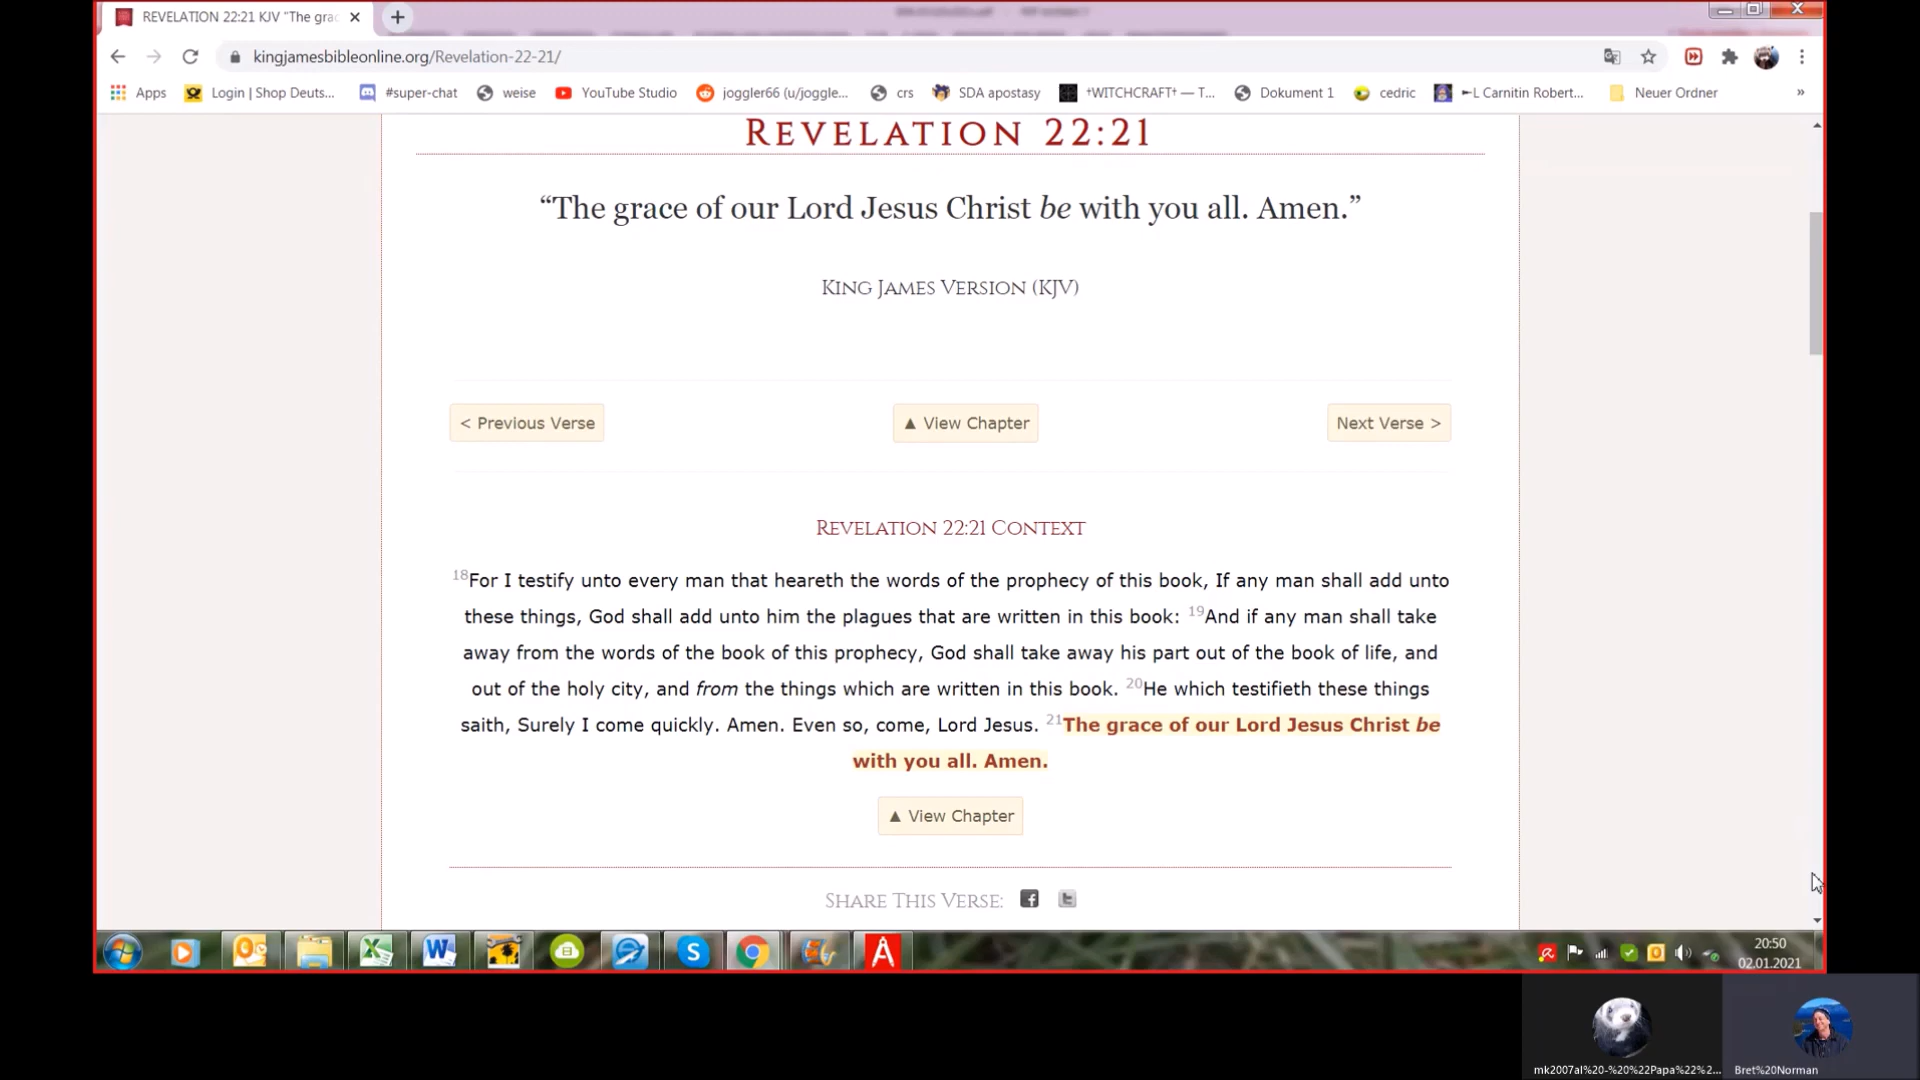 REVELATION 22:21 KJV "The grac
kingjamesbibleonline.org/Revelation-22-21/
Apps Login | Shop Deuts... #super-chat weise YouTube Studio joggler66 (u/joggle... crs SDA apostasy †WITCHCRAFT† — T... Dokument 1 cedric ►L Carnitin Robert... Neuer Ordner »
REVELATION 22:21
“The grace of our Lord Jesus Christ be with you all. Amen.”
KING JAMES VERSION (KJV)
< Previous Verse ▲ View Chapter Next Verse >
REVELATION 22:21 CONTEXT
18For I testify unto every man that heareth the words of the prophecy of this book, If any man shall add unto
these things, God shall add unto him the plagues that are written in this book: 19And if any man shall take
away from the words of the book of this prophecy, God shall take away his part out of the book of life, and
out of the holy city, and from the things which are written in this book. 20He which testifieth these things
saith, Surely I come quickly. Amen. Even so, come, Lord Jesus. 21The grace of our Lord Jesus Christ be
with you all. Amen.
▲ View Chapter
SHARE THIS VERSE:
20:50
02.01.2021
mk2007al%20-%20%22Papa%22%2...
Bret%20Norman